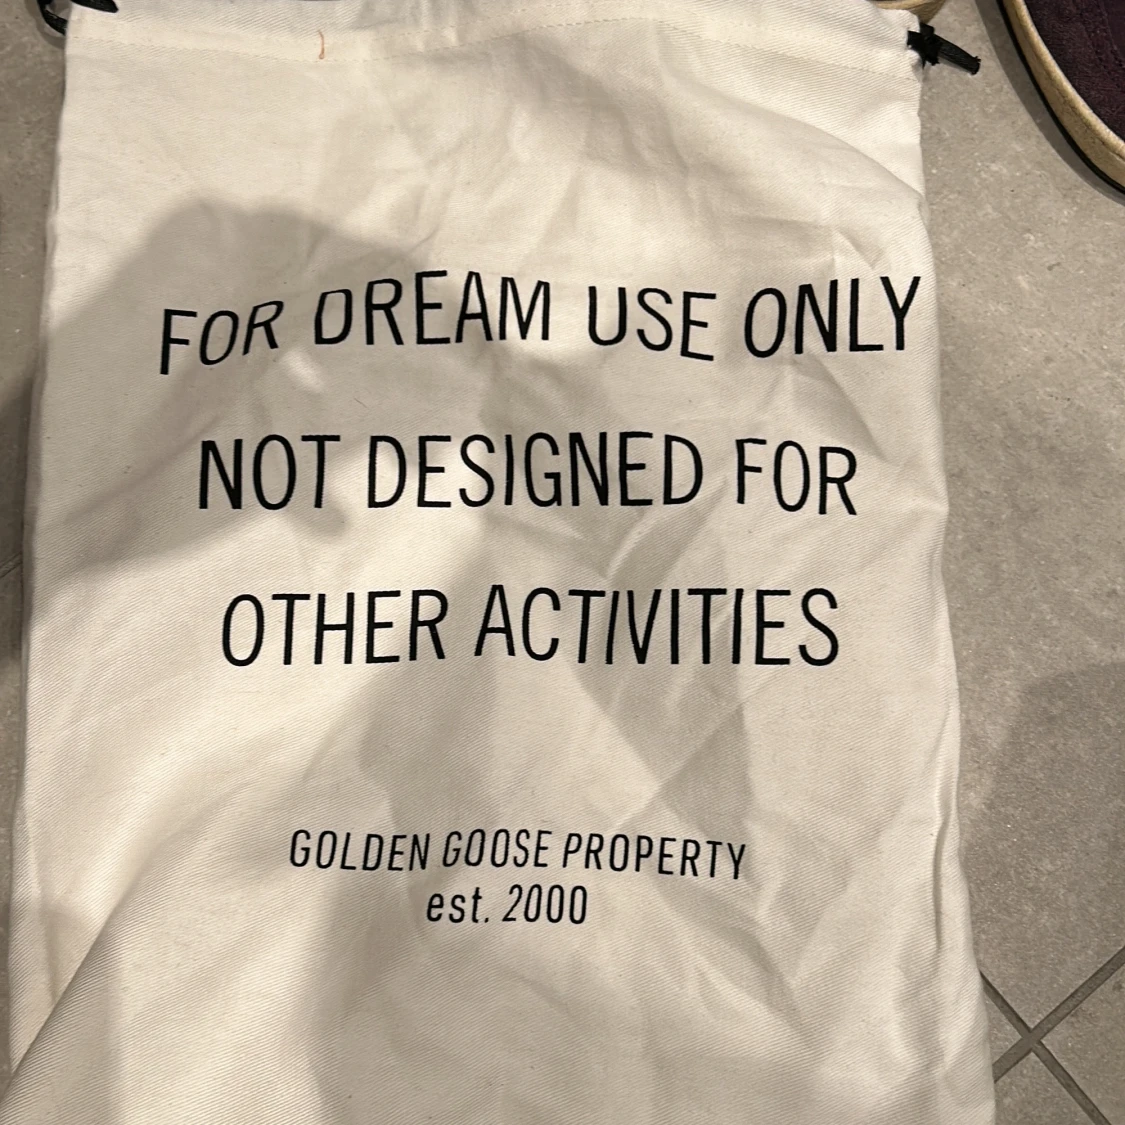 FOR DREAM USE ONLY
NOT DESIGNED FOR
OTHER ACTIVITIES
GOLDEN GOOSE PROPERTY
est. 2000